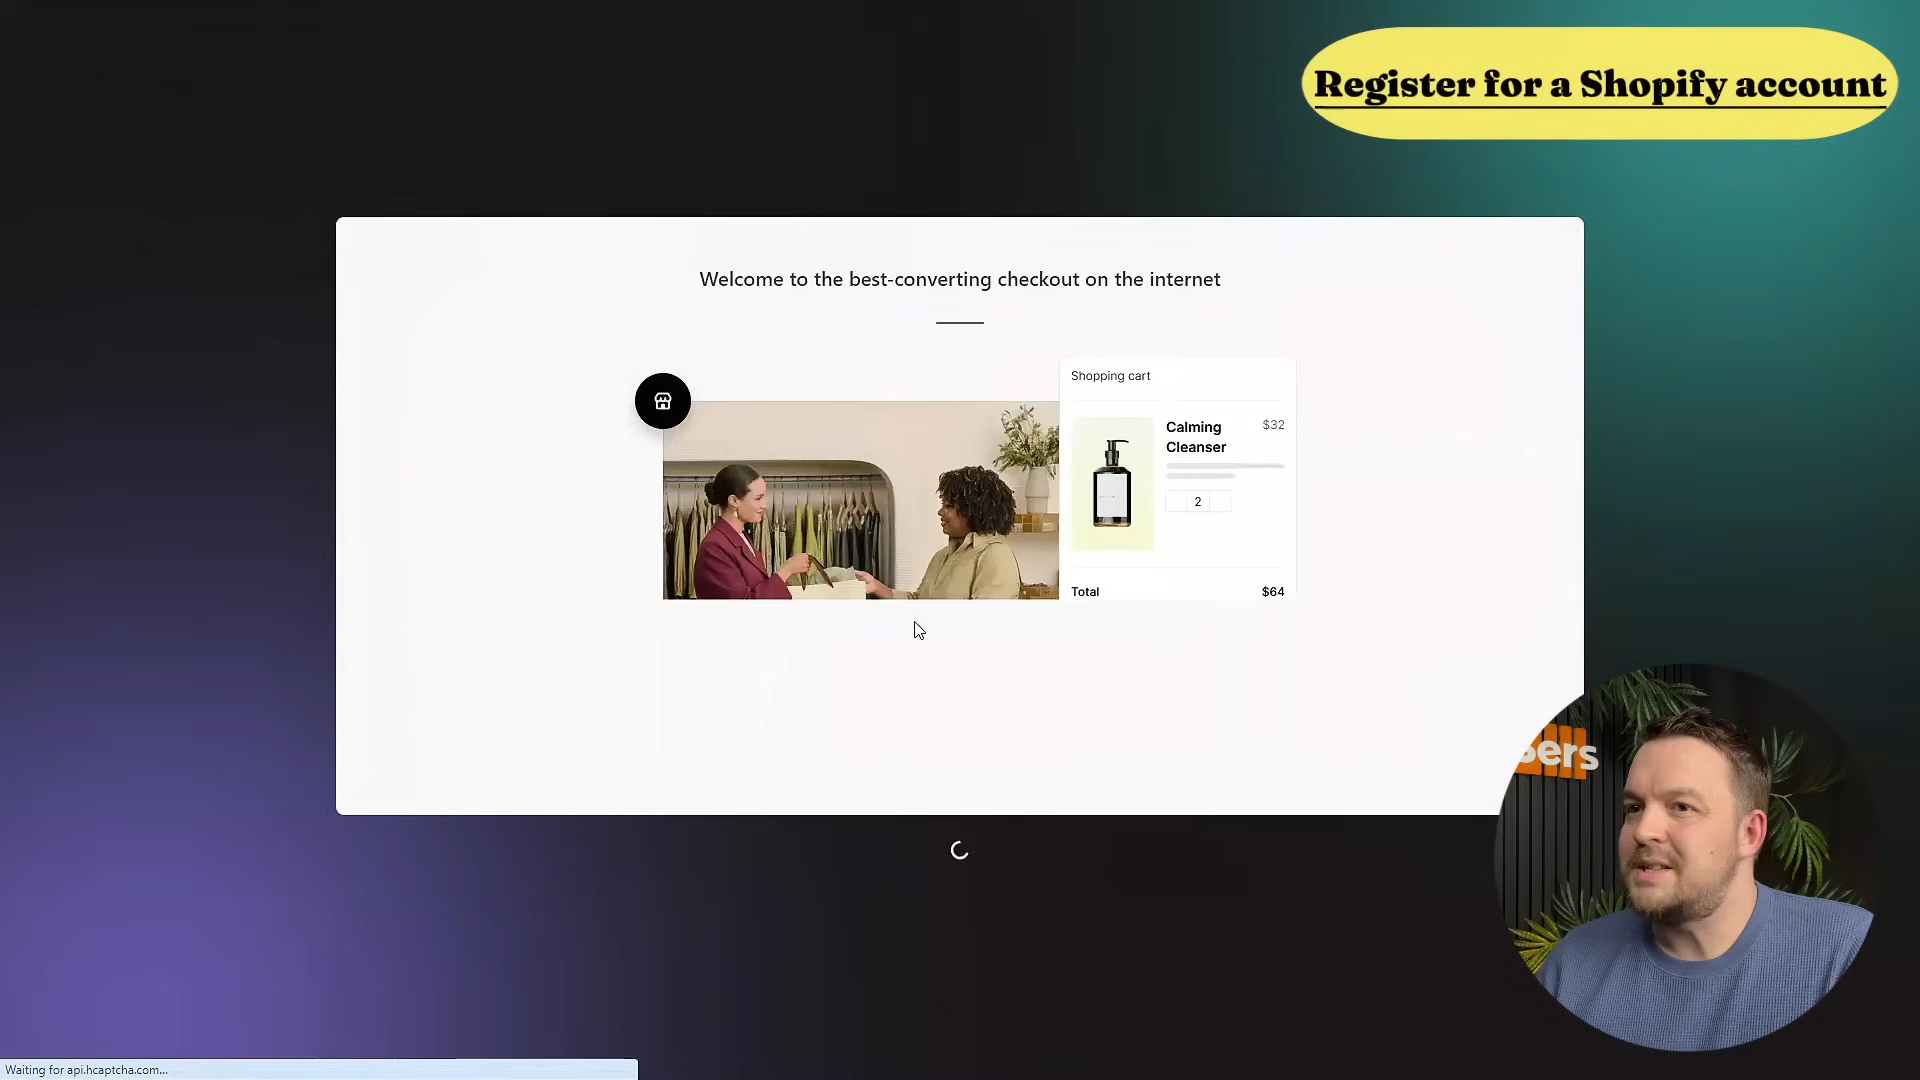 Register for a Shopify account
Welcome to the best-converting checkout on the internet
Shopping cart
Calming
Cleanser
$32
2
Total
$64
sers
Waiting for api.hcaptcha.com...